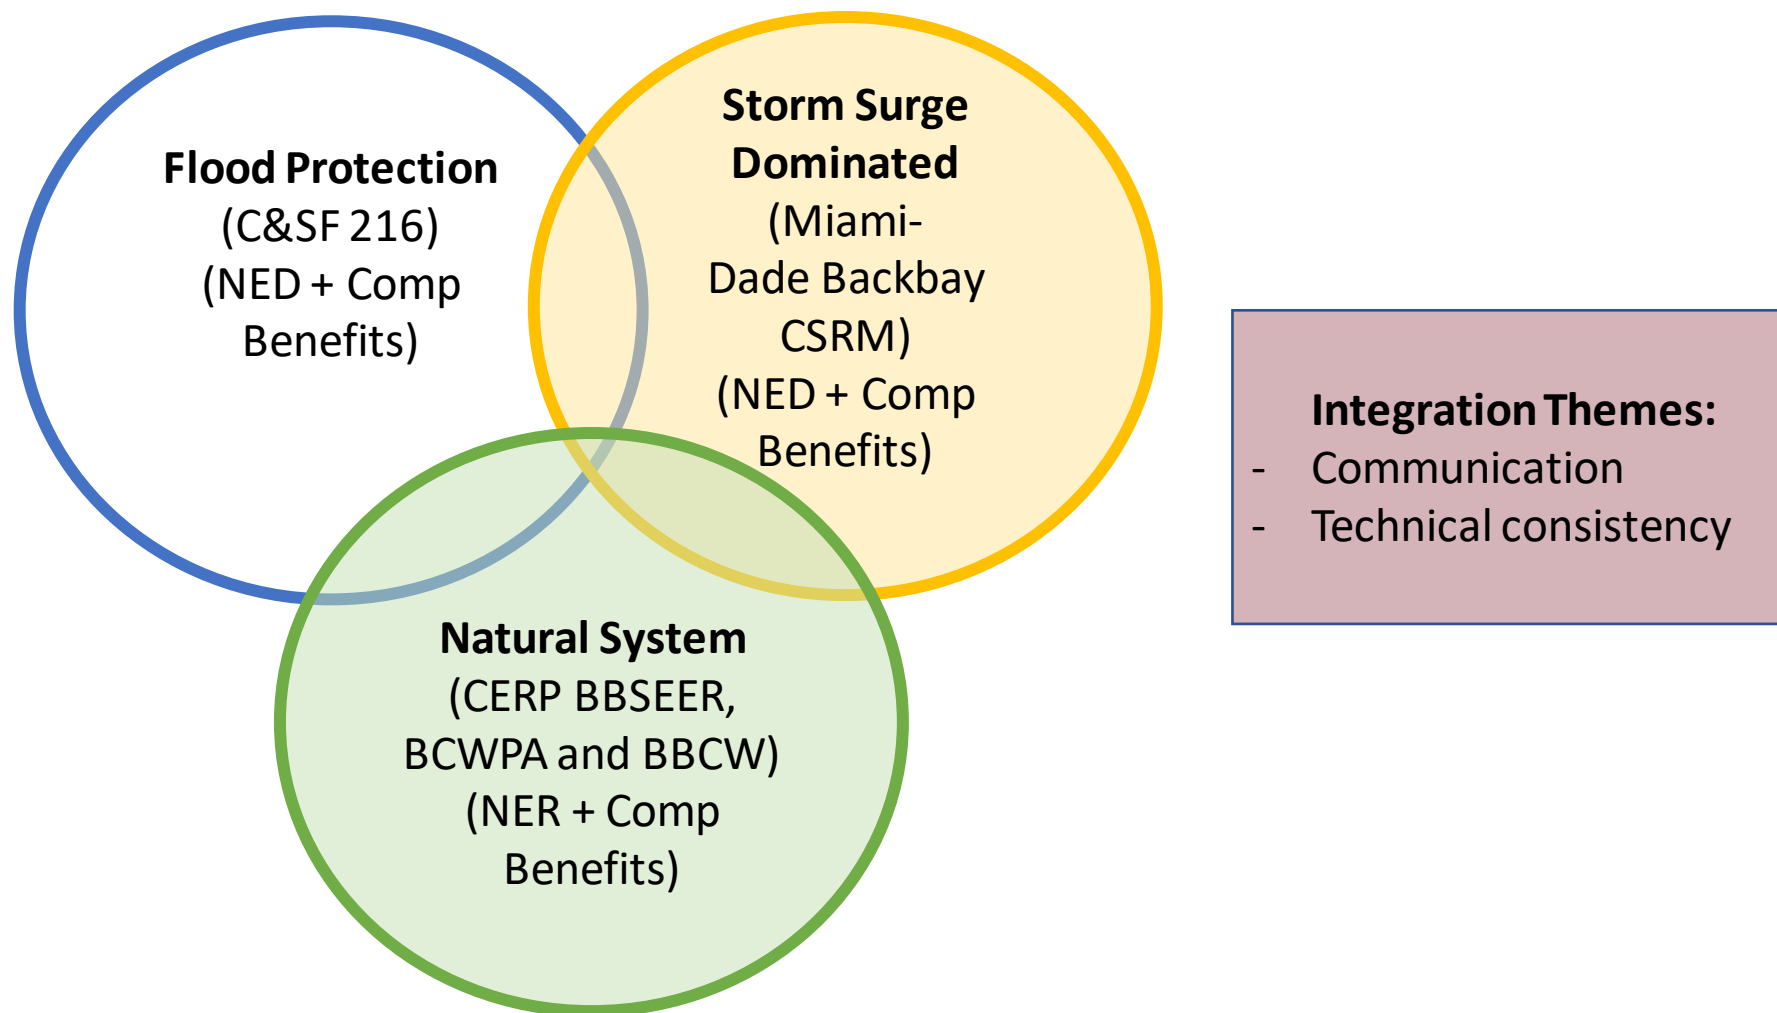 Flood Protection
(C&SF 216)
(NED + Comp
Benefits)
Storm Surge
Dominated
(Miami-
Dade Backbay
CSRM)
(NED + Comp
Benefits)
Natural System
(CERP BBSEER,
BCWPA and BBCW)
(NER + Comp
Benefits)
Integration Themes:
- Communication
- Technical consistency